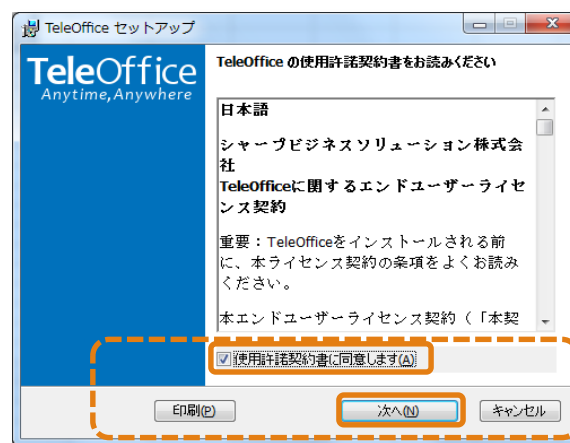 TeleOffice セットアップ
TeleOffice
Anytime,Anywhere
TeleOffice の使用許諾契約書をお読みください
日本語
シャープビジネスソリューション株式会
社
TeleOfficeに関するエンドユーザーライセ
ンス契約
重要：TeleOfficeをインストールされる前
に、本ライセンス契約の条項をよくお読み
ください。
本エンドユーザーライセンス契約（「本契
使用許諾契約書に同意します(A)
印刷(P)
次へ(N)
キャンセル